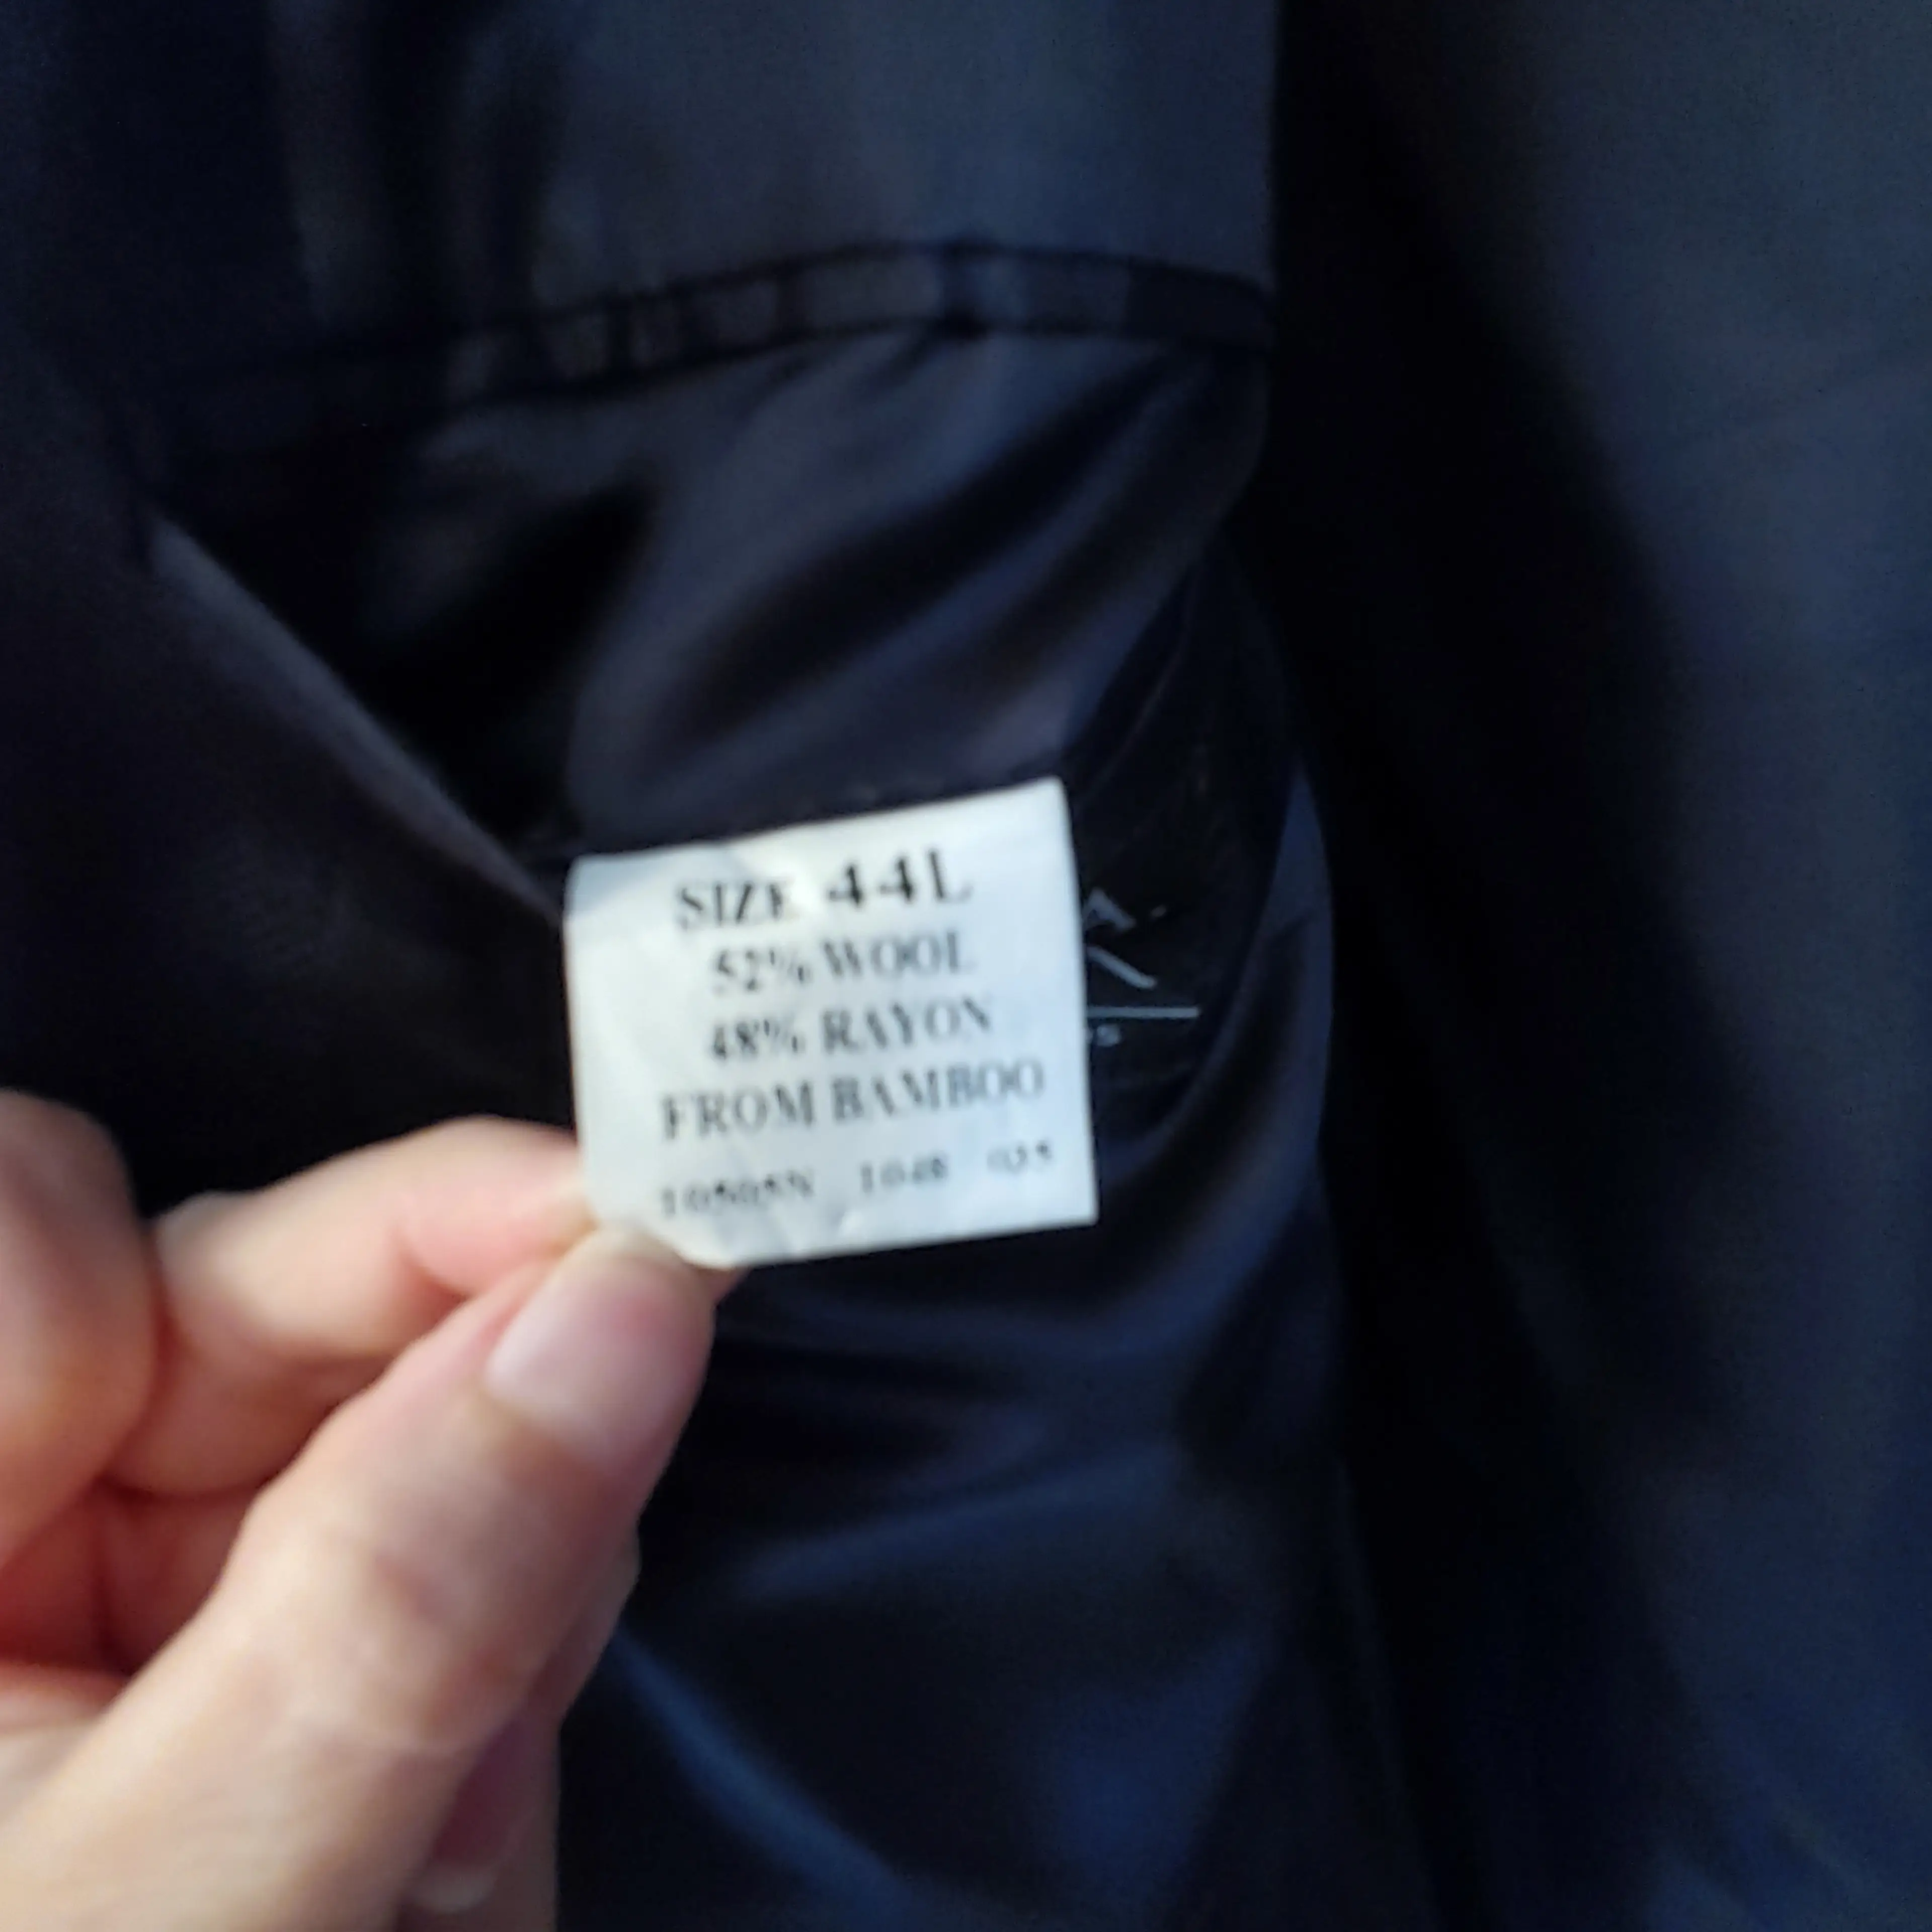 SIZE 44L
52% WOOL
48% RAYON
FROM BAMBOO